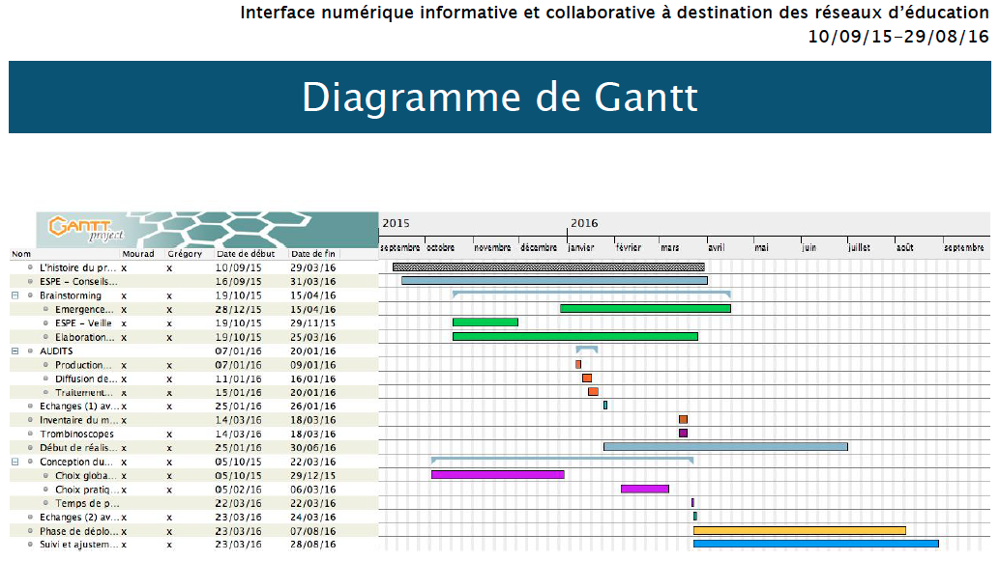 Interface numérique informative et collaborative à destination des réseaux d’éducation
10/09/15–29/08/16
Diagramme de Gantt
GANTT project
2015 2016
Nom Mourad Grégory Date de début Date de fin septembre octobre novembre décembre janvier février mars avril mai juin juillet août septembre
L'histoire du pr... x x 10/09/15 29/03/16
ESPE – Conseils... 16/09/15 31/03/16
Brainstorming x x 19/10/15 15/04/16
Emergence... x x 28/12/15 15/04/16
ESPE – Veille x x 19/10/15 29/11/15
Elaboration... x x 19/10/15 25/03/16
AUDITS 07/01/16 20/01/16
Production... x x 07/01/16 09/01/16
Diffusion de... x x 11/01/16 16/01/16
Traitement... x x 15/01/16 20/01/16
Echanges (1) av... x x 25/01/16 26/01/16
Inventaire du m... x 14/03/16 18/03/16
Trombinoscopes x 14/03/16 18/03/16
Début de réalis... x x 25/01/16 30/06/16
Conception du... x x 05/10/15 22/03/16
Choix globa... x x 05/10/15 29/12/15
Choix pratiq... x x 05/02/16 06/03/16
Temps de p... 22/03/16 22/03/16
Echanges (2) av... x x 23/03/16 24/03/16
Phase de déplo... x x 23/03/16 07/08/16
Suivi et ajustem... x x 23/03/16 28/08/16